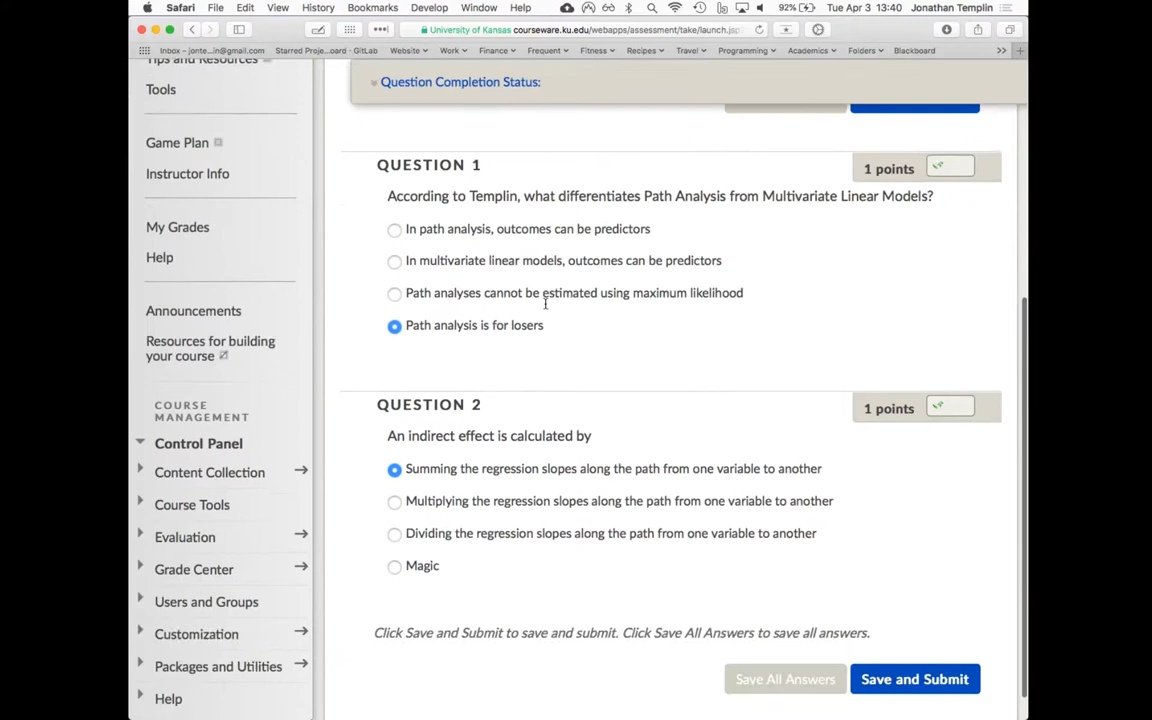 Safari File Edit View History Bookmarks Develop Window Help 92% Tue Apr 3 13:40 Jonathan Templin
University of Kansas courseware.ku.edu/webapps/assessment/take/launch.jsp
Inbox – jonte...in@gmail.com Starred Proje...oard · GitLab Website Work Finance Frequent Fitness Recipes Travel Programming Academics Folders Blackboard
Tips and Resources
Tools
Game Plan
Instructor Info
My Grades
Help
Announcements
Resources for building
your course
COURSE
MANAGEMENT
Control Panel
Content Collection
Course Tools
Evaluation
Grade Center
Users and Groups
Customization
Packages and Utilities
Help
Question Completion Status:
QUESTION 1
1 points
According to Templin, what differentiates Path Analysis from Multivariate Linear Models?
In path analysis, outcomes can be predictors
In multivariate linear models, outcomes can be predictors
Path analyses cannot be estimated using maximum likelihood
Path analysis is for losers
QUESTION 2
1 points
An indirect effect is calculated by
Summing the regression slopes along the path from one variable to another
Multiplying the regression slopes along the path from one variable to another
Dividing the regression slopes along the path from one variable to another
Magic
Click Save and Submit to save and submit. Click Save All Answers to save all answers.
Save All Answers Save and Submit